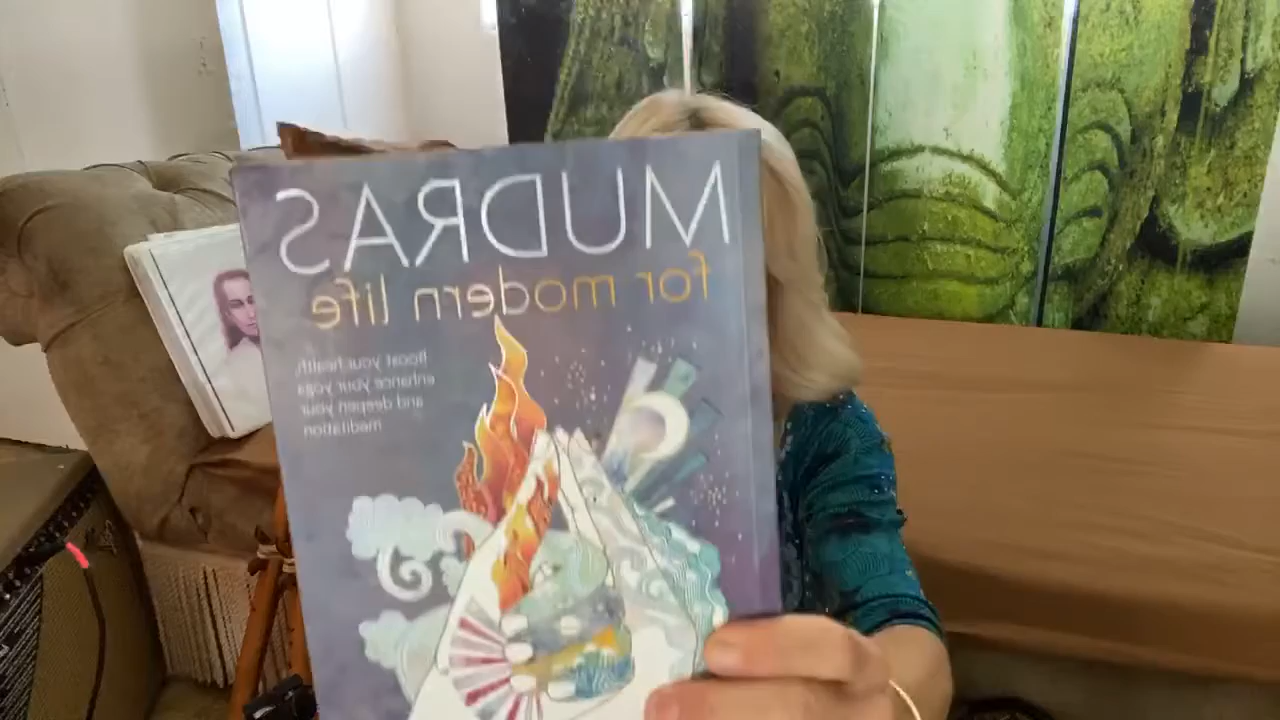 MUDRAS
for modern life
Boost your health,
enhance your yoga
and deepen your
meditation